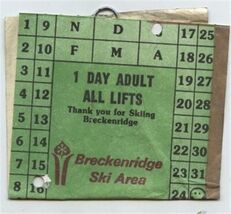 1 9 N D 17 25
2 10 F M A 18 26
3 11 1 DAY ADULT 19 27
4 12 ALL LIFTS 20 28
5 13 Thank you for Skiing 21 29
Breckenridge
6 14 22 30
7 15 Breckenridge 23 31
8 16 Ski Area 24